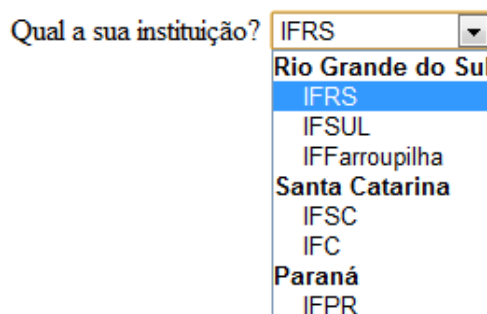 Qual a sua instituição? IFRS
Rio Grande do Sul
IFRS
IFSUL
IFFarroupilha
Santa Catarina
IFSC
IFC
Paraná
IFPR